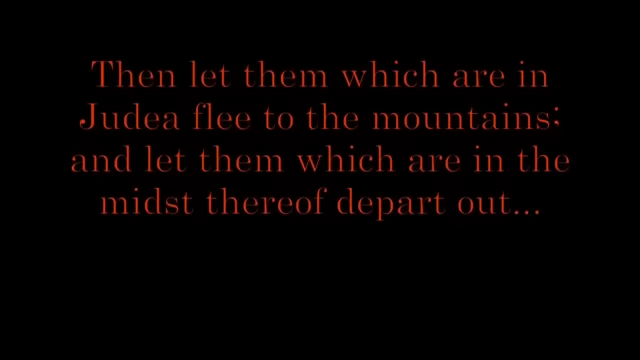 Then let them which are in
Judea flee to the mountains;
and let them which are in the
midst thereof depart out...